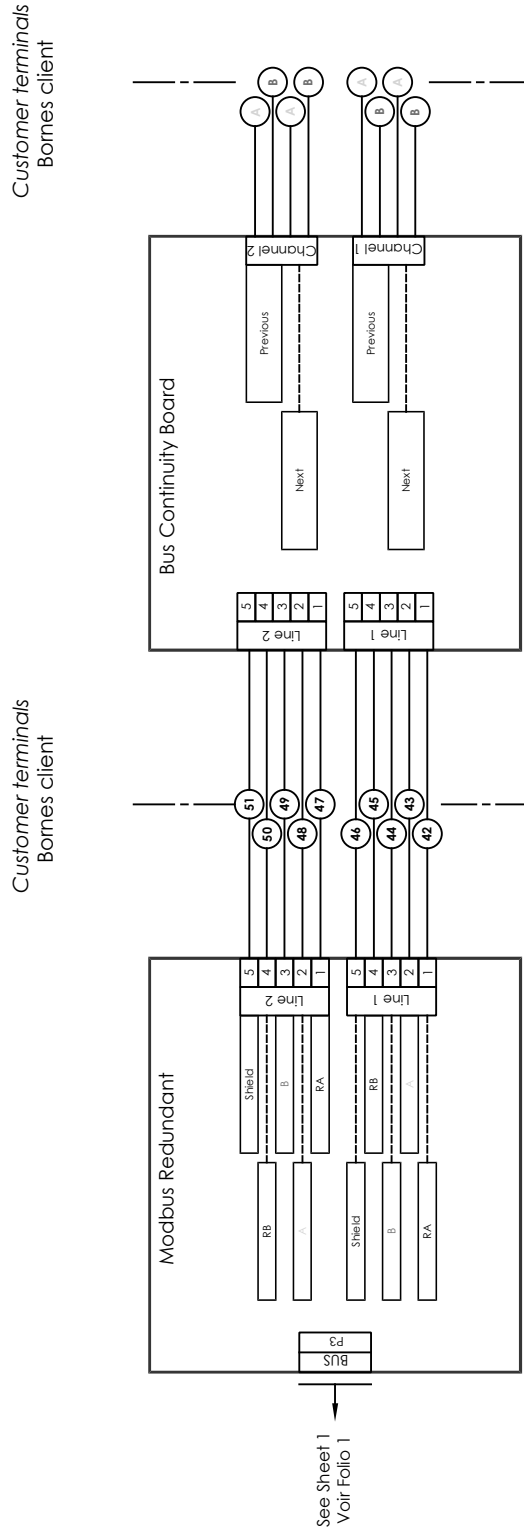 Customer terminals
Bornes client
Customer terminals
Bornes client
Modbus Redundant
Bus Continuity Board
See Sheet 1
Voir Folio 1
BUS
P3
Shield
RB
B
A
RA
Line 2
5
4
3
2
1
51
50
49
48
47
Line 2
5
4
3
2
1
Next
Previous
Channel 2
A
B
A
B
Shield
RB
B
A
RA
Line 1
5
4
3
2
1
46
45
44
43
42
Line 1
5
4
3
2
1
Next
Previous
Channel 1
A
B
A
B